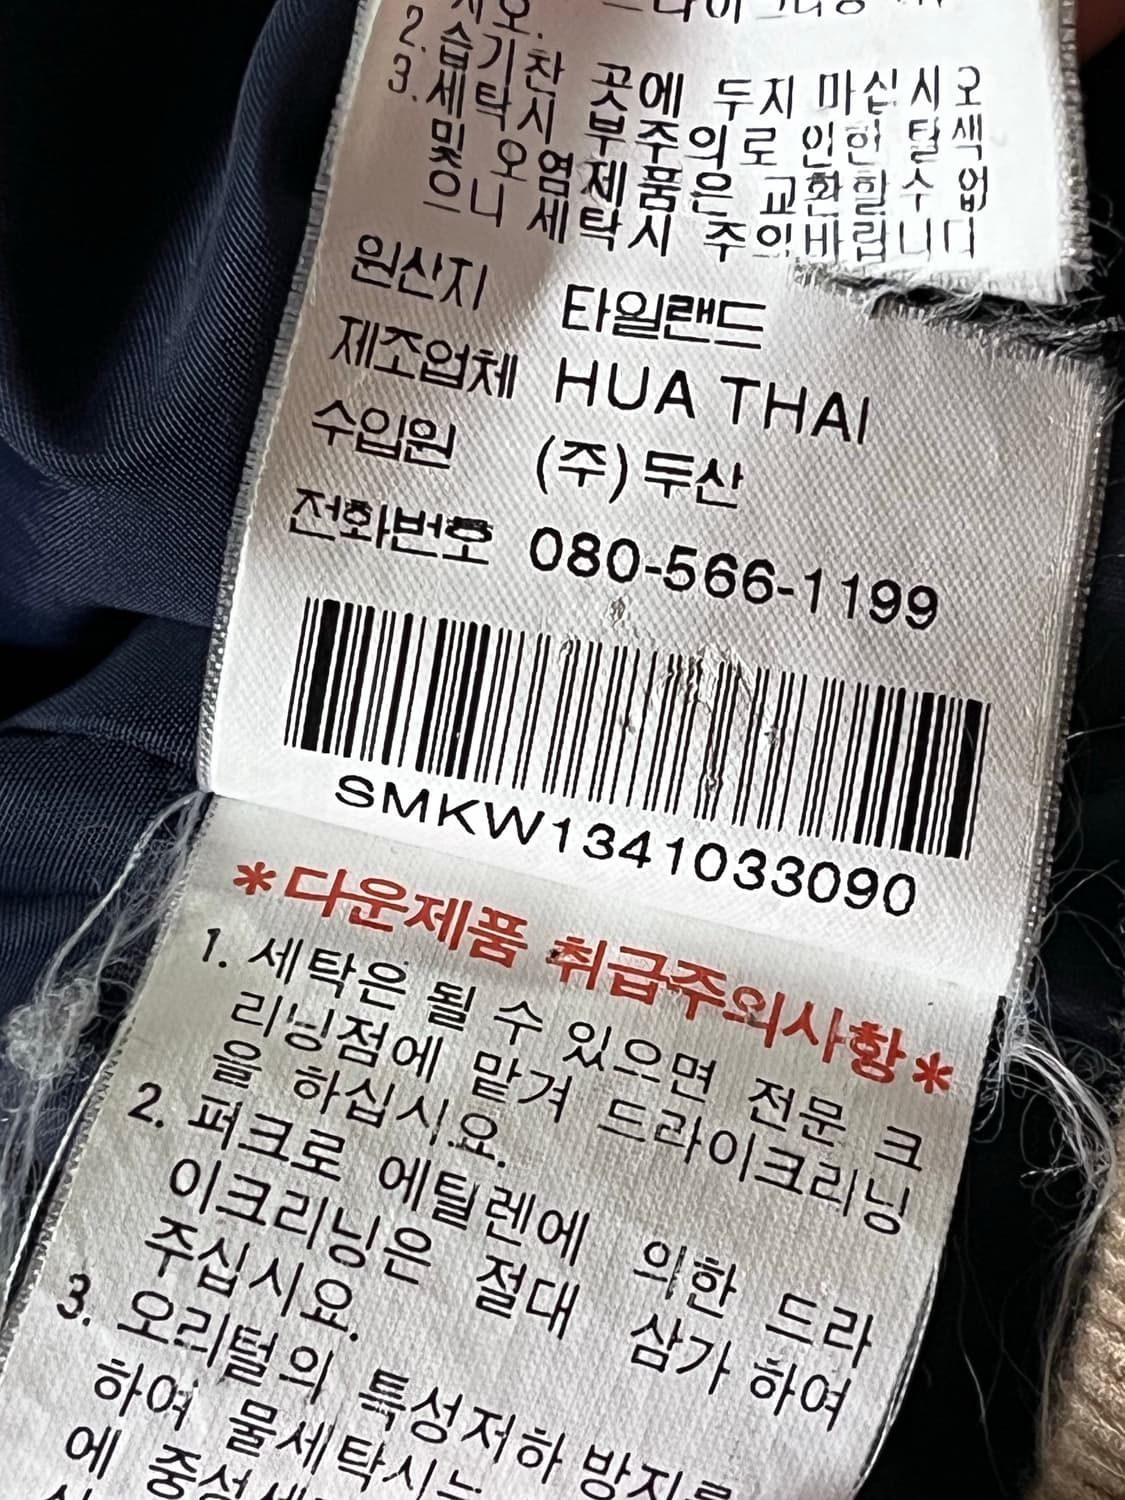 시오.
2. 습기찬 곳에 두지 마십시오
3. 세탁시 부주의로 인한 탈색
및 오염제품은 교환할수 없
으니 세탁시 주의바랍니다
원산지 타일랜드
제조업체 HUA THAI
수입원 (주)두산
전화번호 080-566-1199
SMKW1341033090
*다운제품 취급주의사항*
1. 세탁은 될 수 있으면 전문 크
리닝점에 맡겨 드라이크리닝
을 하십시요.
2. 퍼크로 에틸렌에 의한 드라
이크리닝은 절대 삼가 하여
주십시요.
3. 오리털의 특성저하 방지로
하여 물세탁시는
에 중성세